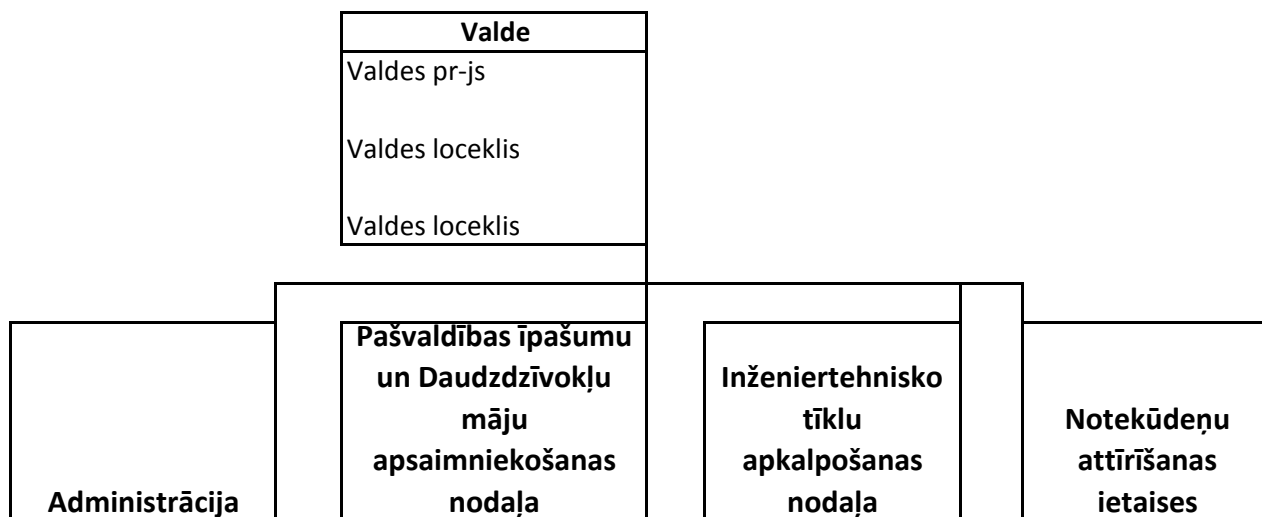 Valde
Valdes pr-js
Valdes loceklis
Valdes loceklis
Administrācija
Pašvaldības īpašumu
un Daudzdzīvokļu
māju
apsaimniekošanas
nodaļa
Inženiertehnisko
tīklu
apkalpošanas
nodaļa
Notekūdeņu
attīrīšanas
ietaises